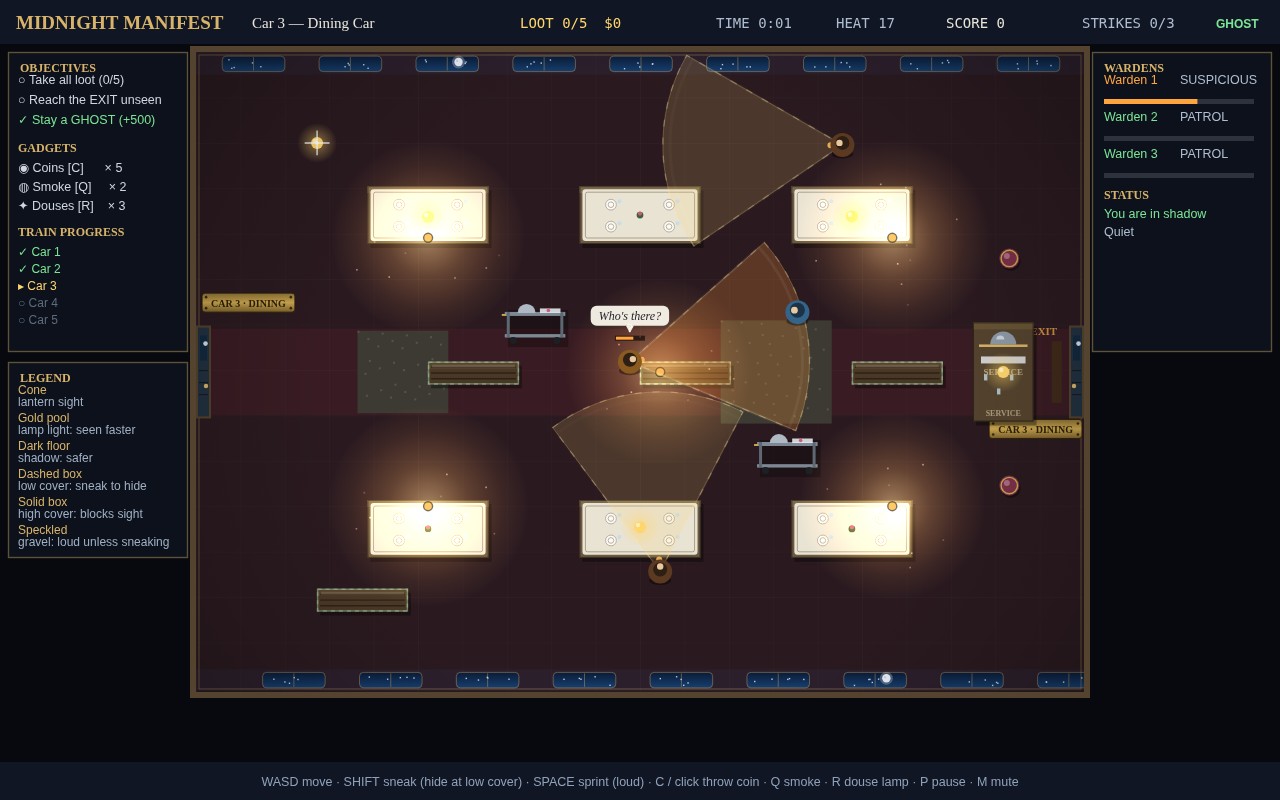 MIDNIGHT MANIFEST
Car 3 — Dining Car
LOOT 0/5 $0
TIME 0:01
HEAT 17
SCORE 0
STRIKES 0/3
GHOST
OBJECTIVES
○ Take all loot (0/5)
○ Reach the EXIT unseen
✓ Stay a GHOST (+500)
GADGETS
◉ Coins [C] × 5
◍ Smoke [Q] × 2
✦ Douses [R] × 3
TRAIN PROGRESS
✓ Car 1
✓ Car 2
▸ Car 3
○ Car 4
○ Car 5
LEGEND
Cone
lantern sight
Gold pool
lamp light: seen faster
Dark floor
shadow: safer
Dashed box
low cover: sneak to hide
Solid box
high cover: blocks sight
Speckled
gravel: loud unless sneaking
CAR 3 · DINING
Who's there?
EXIT
SERVICE
SERVICE
CAR 3 · DINING
WARDENS
Warden 1 SUSPICIOUS
Warden 2 PATROL
Warden 3 PATROL
STATUS
You are in shadow
Quiet
WASD move · SHIFT sneak (hide at low cover) · SPACE sprint (loud) · C / click throw coin · Q smoke · R douse lamp · P pause · M mute